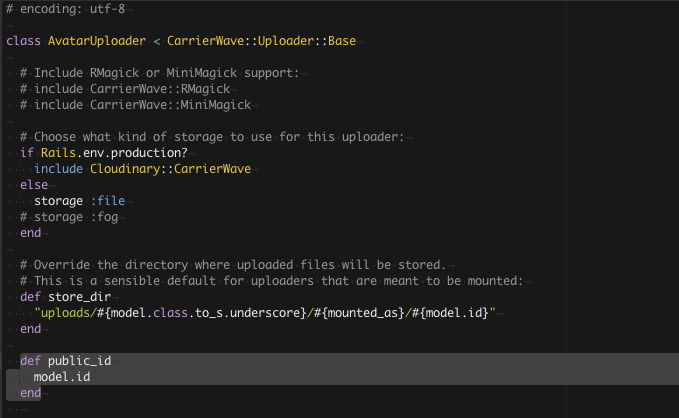 # encoding: utf-8
class AvatarUploader < CarrierWave::Uploader::Base
# Include RMagick or MiniMagick support:
# include CarrierWave::RMagick
# include CarrierWave::MiniMagick
# Choose what kind of storage to use for this uploader:
if Rails.env.production?
include Cloudinary::CarrierWave
else
storage :file
# storage :fog
end
# Override the directory where uploaded files will be stored.
# This is a sensible default for uploaders that are meant to be mounted:
def store_dir
"uploads/#{model.class.to_s.underscore}/#{mounted_as}/#{model.id}"
end
def public_id
model.id
end